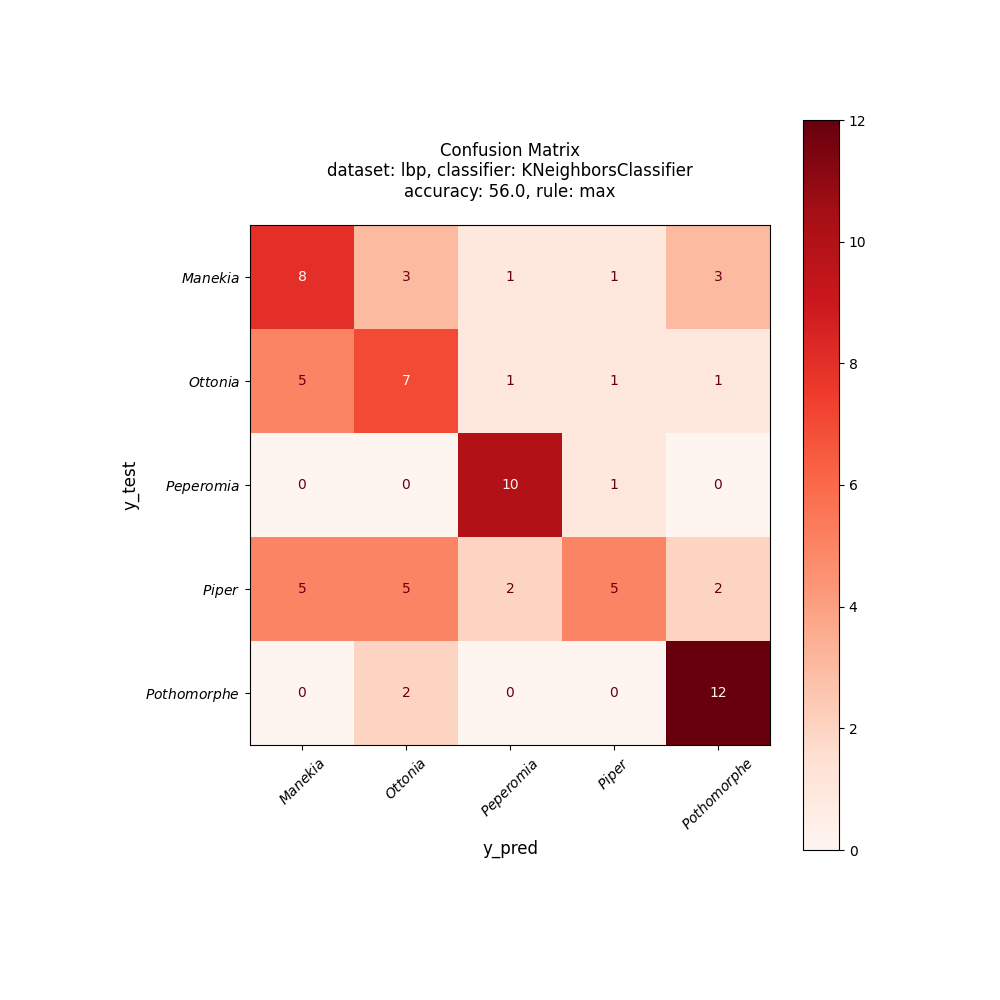 Confusion Matrix
dataset: lbp, classifier: KNeighborsClassifier
accuracy: 56.0, rule: max
12
10
8
6
4
2
0
y_test
Manekia 8 3 1 1 3
Ottonia 5 7 1 1 1
Peperomia 0 0 10 1 0
Piper 5 5 2 5 2
Pothomorphe 0 2 0 0 12
Manekia Ottonia Peperomia Piper Pothomorphe
y_pred